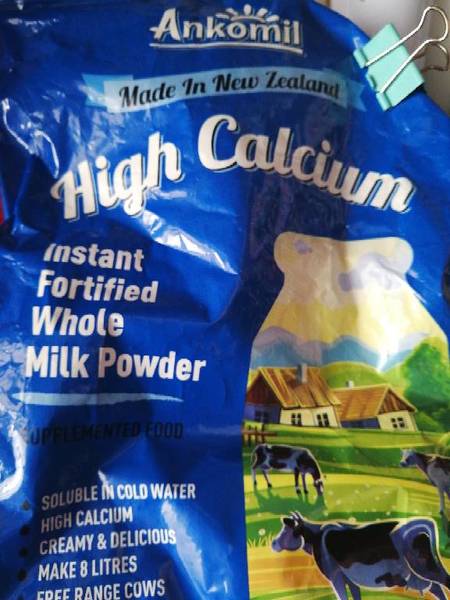 Ankomil
Made In New Zealand
High Calcium
Instant
Fortified
Whole
Milk Powder
SUPPLEMENTED FOOD
SOLUBLE IN COLD WATER
HIGH CALCIUM
CREAMY & DELICIOUS
MAKE 8 LITRES
FREE RANGE COWS